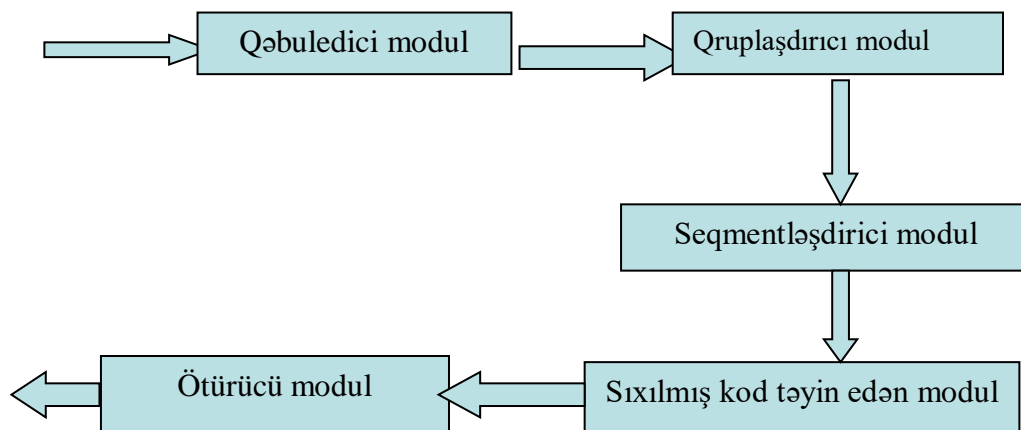 Qəbuledici modul
Qruplaşdırıcı modul
Seqmentləşdirici modul
Sıxılmış kod təyin edən modul
Ötürücü modul